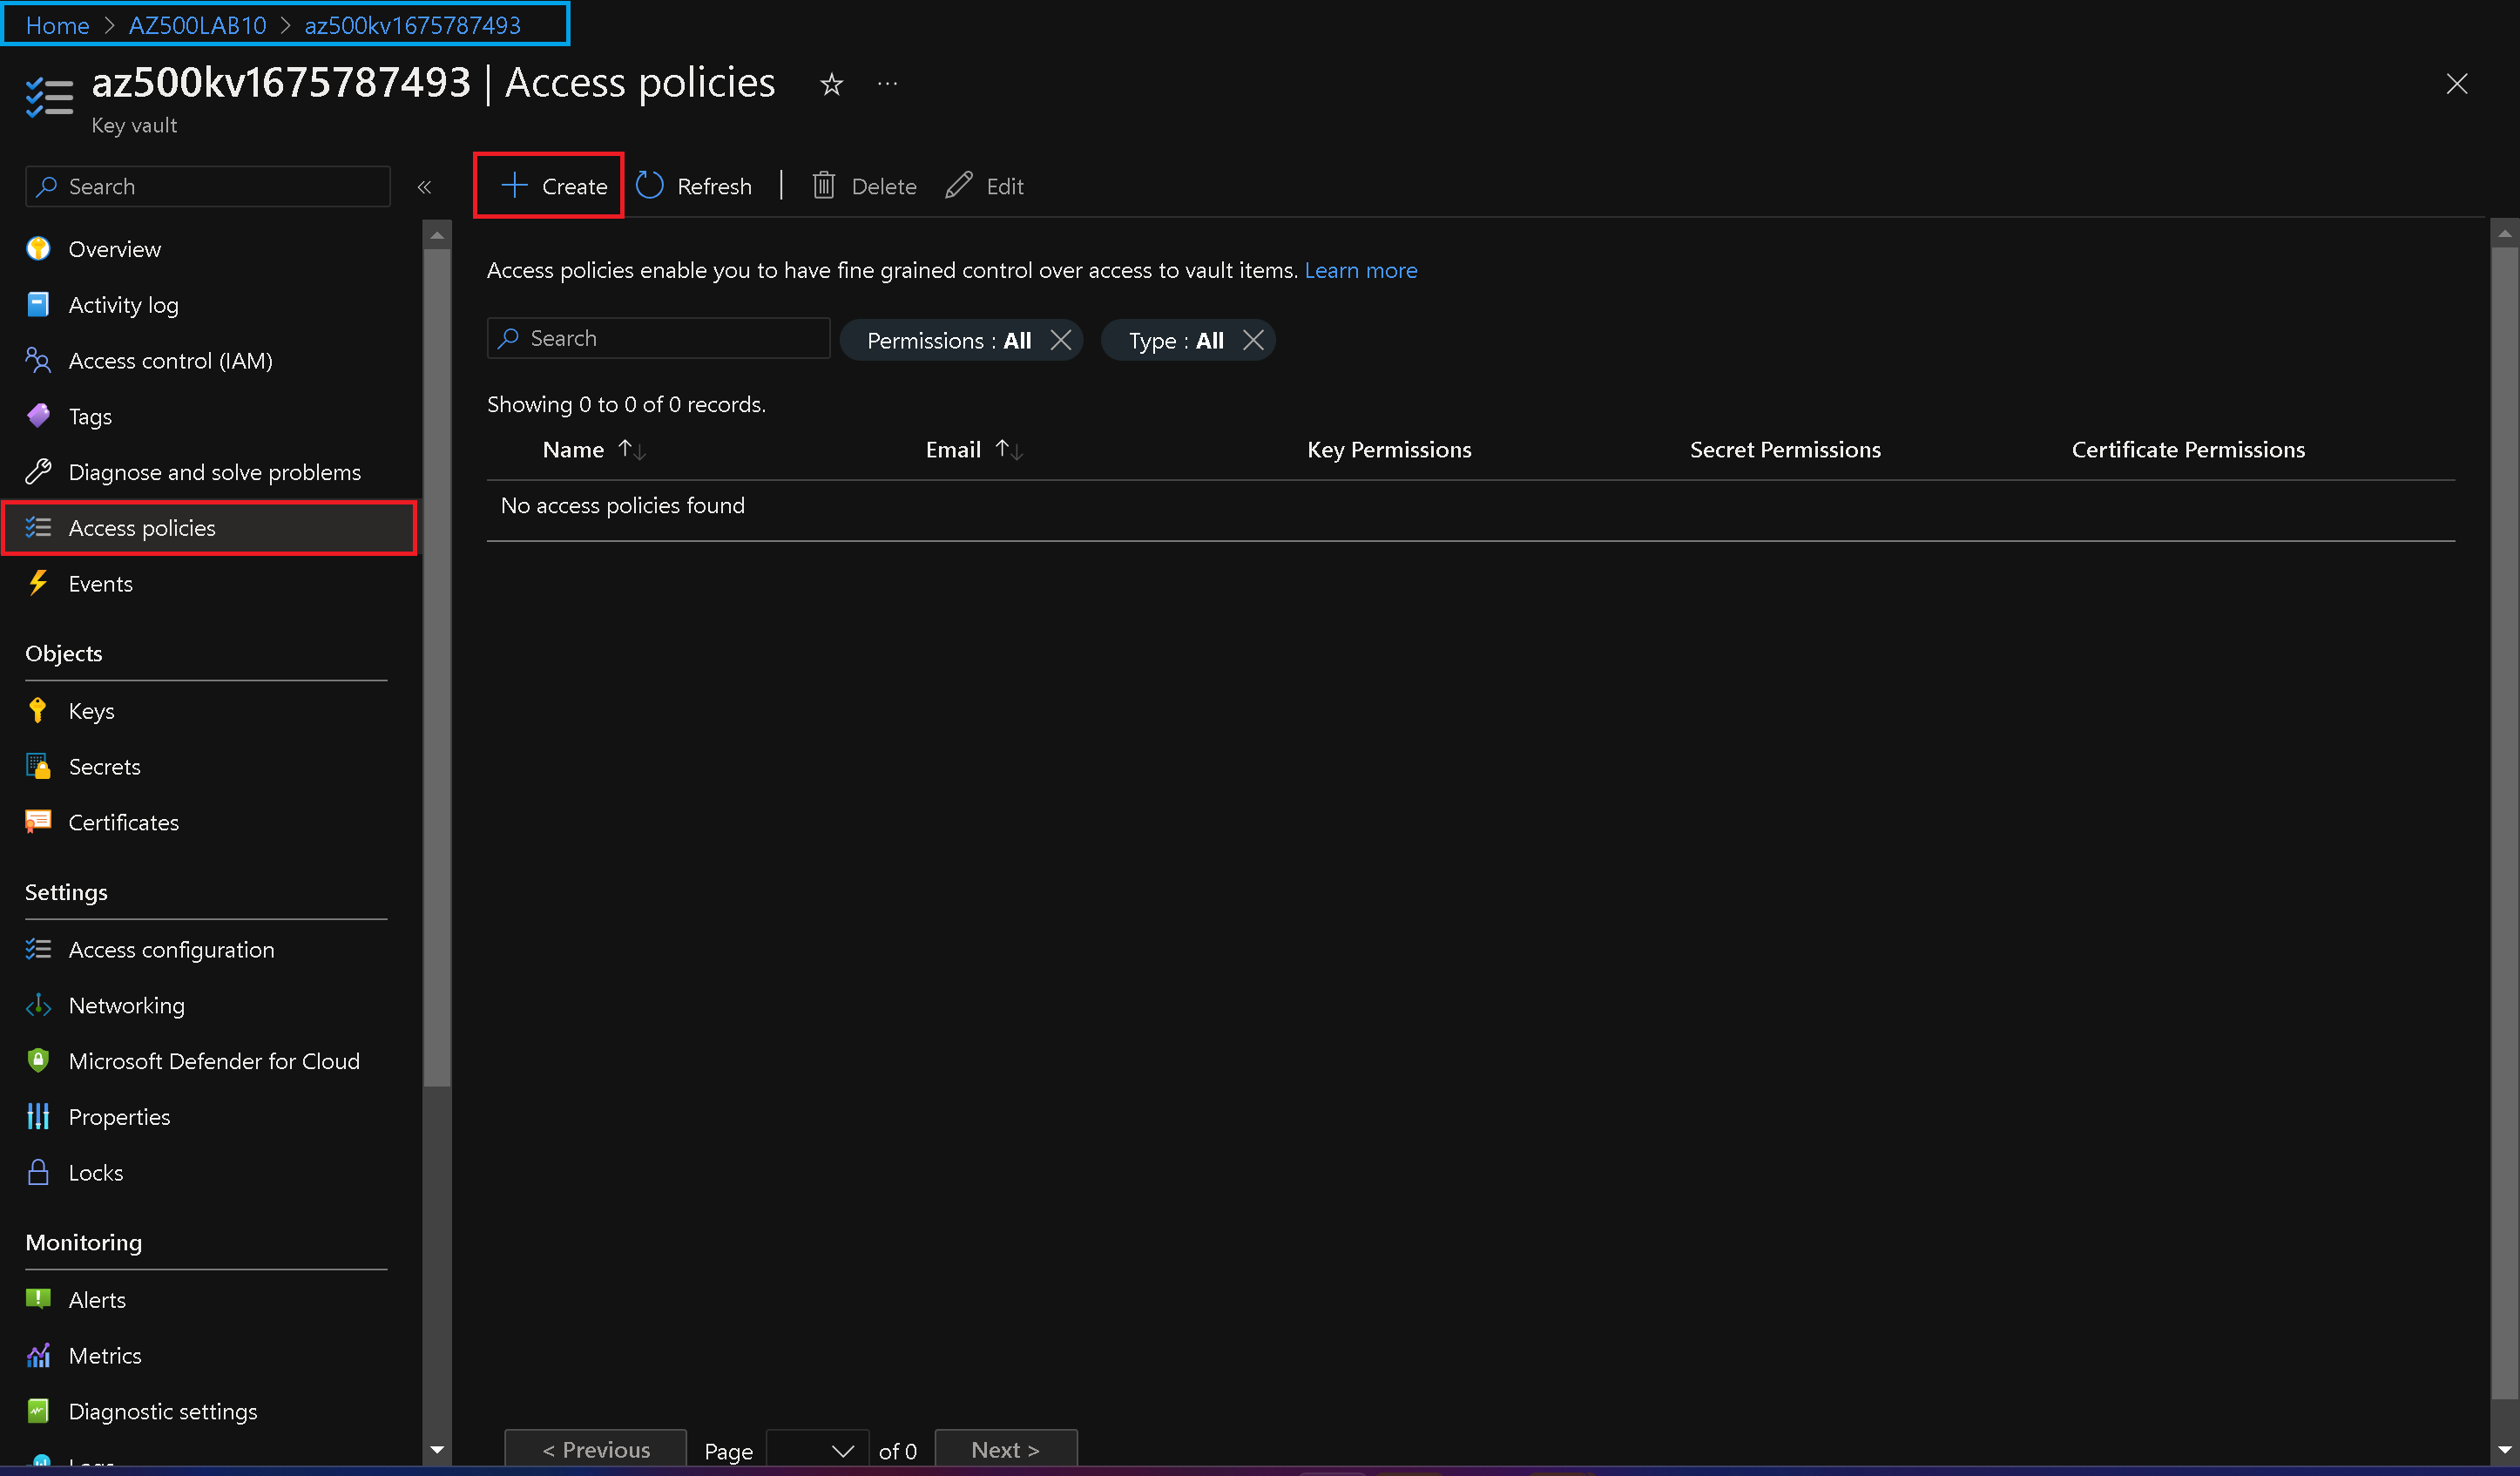 Home > AZ500LAB10 > az500kv1675787493
az500kv1675787493 | Access policies
Key vault
Search
Create Refresh | Delete Edit
Overview
Activity log
Access control (IAM)
Tags
Diagnose and solve problems
Access policies
Events
Objects
Keys
Secrets
Certificates
Settings
Access configuration
Networking
Microsoft Defender for Cloud
Properties
Locks
Monitoring
Alerts
Metrics
Diagnostic settings
Access policies enable you to have fine grained control over access to vault items. Learn more
Search Permissions : All Type : All
Showing 0 to 0 of 0 records.
Name Email Key Permissions Secret Permissions Certificate Permissions
No access policies found
< Previous Page of 0 Next >